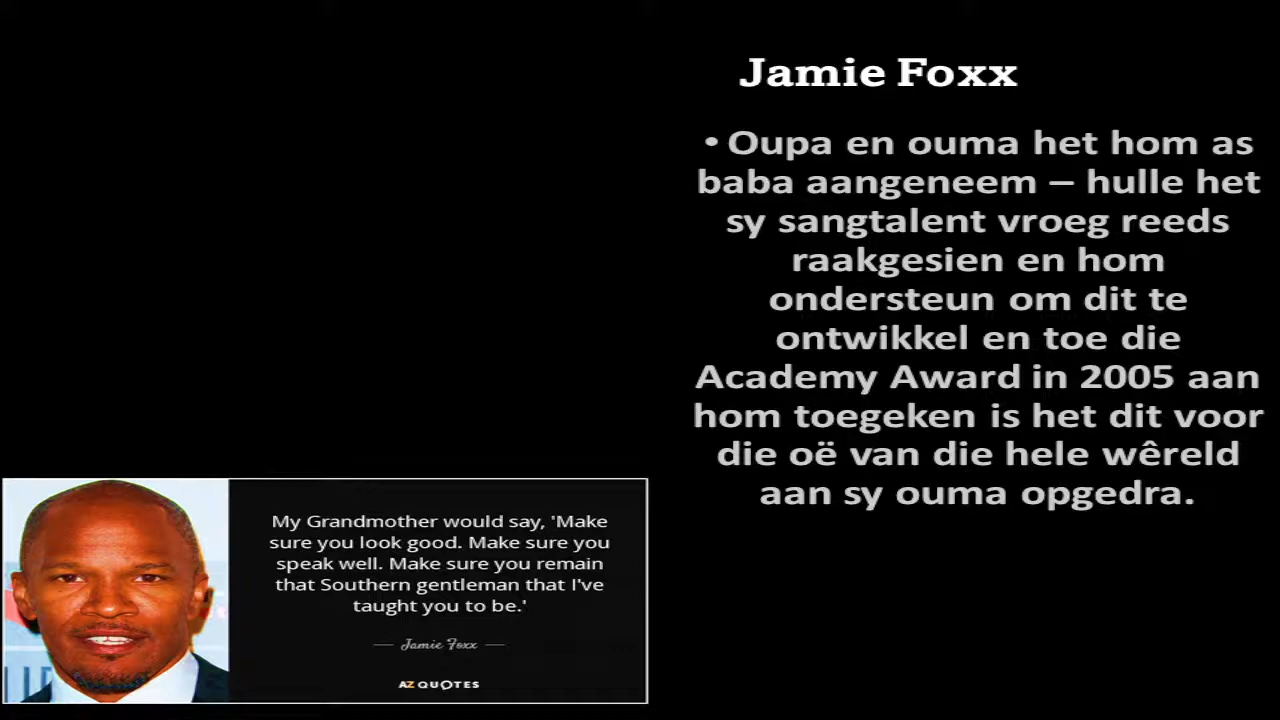 Jamie Foxx
• Oupa en ouma het hom as
baba aangeneem – hulle het
sy sangtalent vroeg reeds
raakgesien en hom
ondersteun om dit te
ontwikkel en toe die
Academy Award in 2005 aan
hom toegeken is het dit voor
die oë van die hele wêreld
aan sy ouma opgedra.
My Grandmother would say, 'Make
sure you look good. Make sure you
speak well. Make sure you remain
that Southern gentleman that I've
taught you to be.'
Jamie Foxx
AZ QUOTES